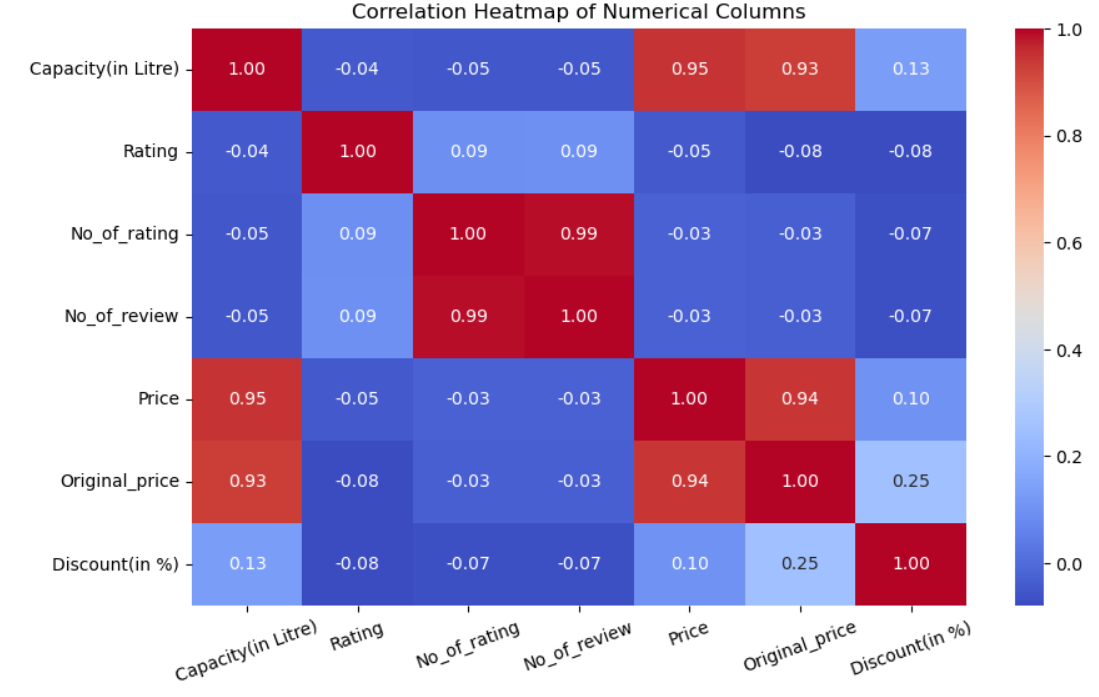 Correlation Heatmap of Numerical Columns
Capacity(in Litre) 1.00 -0.04 -0.05 -0.05 0.95 0.93 0.13
Rating -0.04 1.00 0.09 0.09 -0.05 -0.08 -0.08
No_of_rating -0.05 0.09 1.00 0.99 -0.03 -0.03 -0.07
No_of_review -0.05 0.09 0.99 1.00 -0.03 -0.03 -0.07
Price 0.95 -0.05 -0.03 -0.03 1.00 0.94 0.10
Original_price 0.93 -0.08 -0.03 -0.03 0.94 1.00 0.25
Discount(in %) 0.13 -0.08 -0.07 -0.07 0.10 0.25 1.00
Capacity(in Litre) Rating No_of_rating No_of_review Price Original_price Discount(in %)
1.0
0.8
0.6
0.4
0.2
0.0